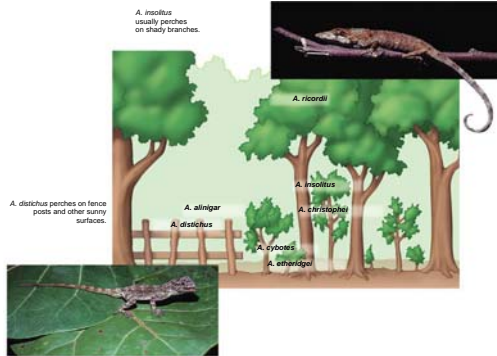 A. insolitus
usually perches
on shady branches.
A. ricordii
A. insolitus
A. distichus perches on fence
posts and other sunny
surfaces.
A. alinigar
A. christophei
A. distichus
A. cybotes
A. etheridgei